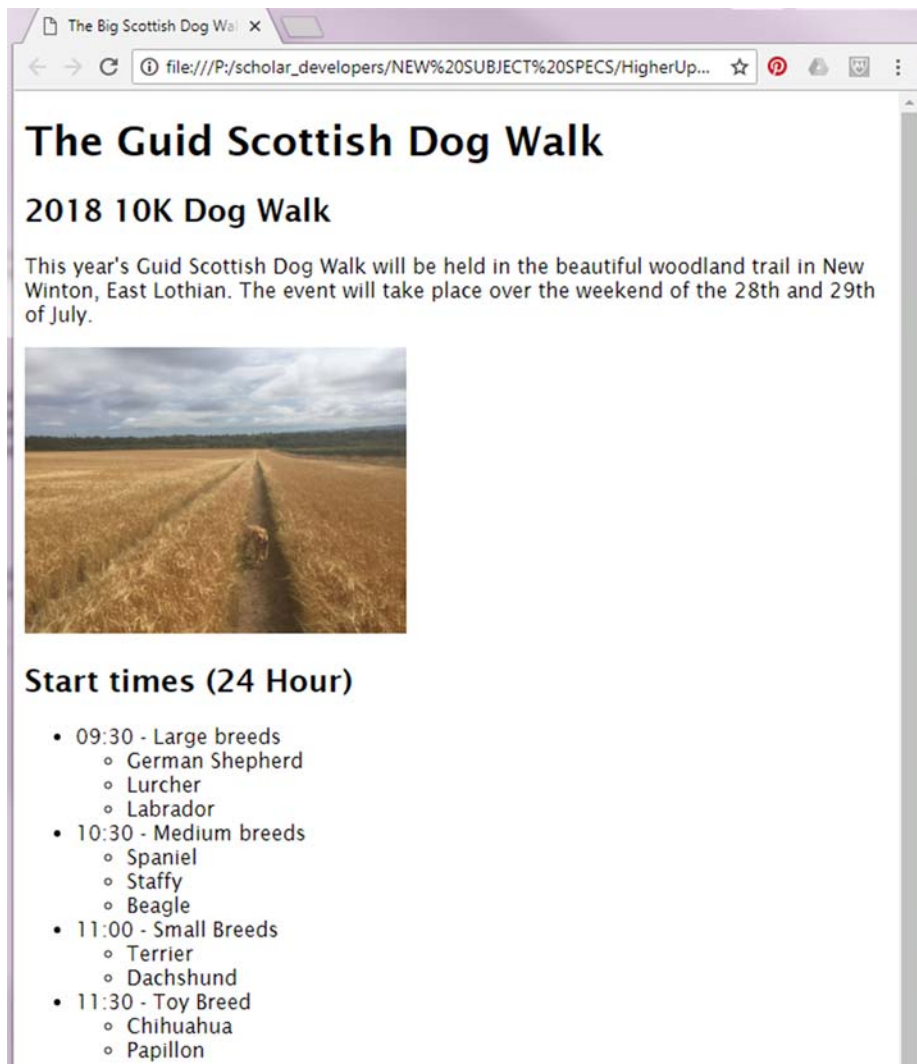 The Big Scottish Dog Wal
file:///P:/scholar_developers/NEW%20SUBJECT%20SPECS/HigherUp...
The Guid Scottish Dog Walk
2018 10K Dog Walk
This year's Guid Scottish Dog Walk will be held in the beautiful woodland trail in New
Winton, East Lothian. The event will take place over the weekend of the 28th and 29th
of July.
Start times (24 Hour)
• 09:30 - Large breeds
◦ German Shepherd
◦ Lurcher
◦ Labrador
• 10:30 - Medium breeds
◦ Spaniel
◦ Staffy
◦ Beagle
• 11:00 - Small Breeds
◦ Terrier
◦ Dachshund
• 11:30 - Toy Breed
◦ Chihuahua
◦ Papillon